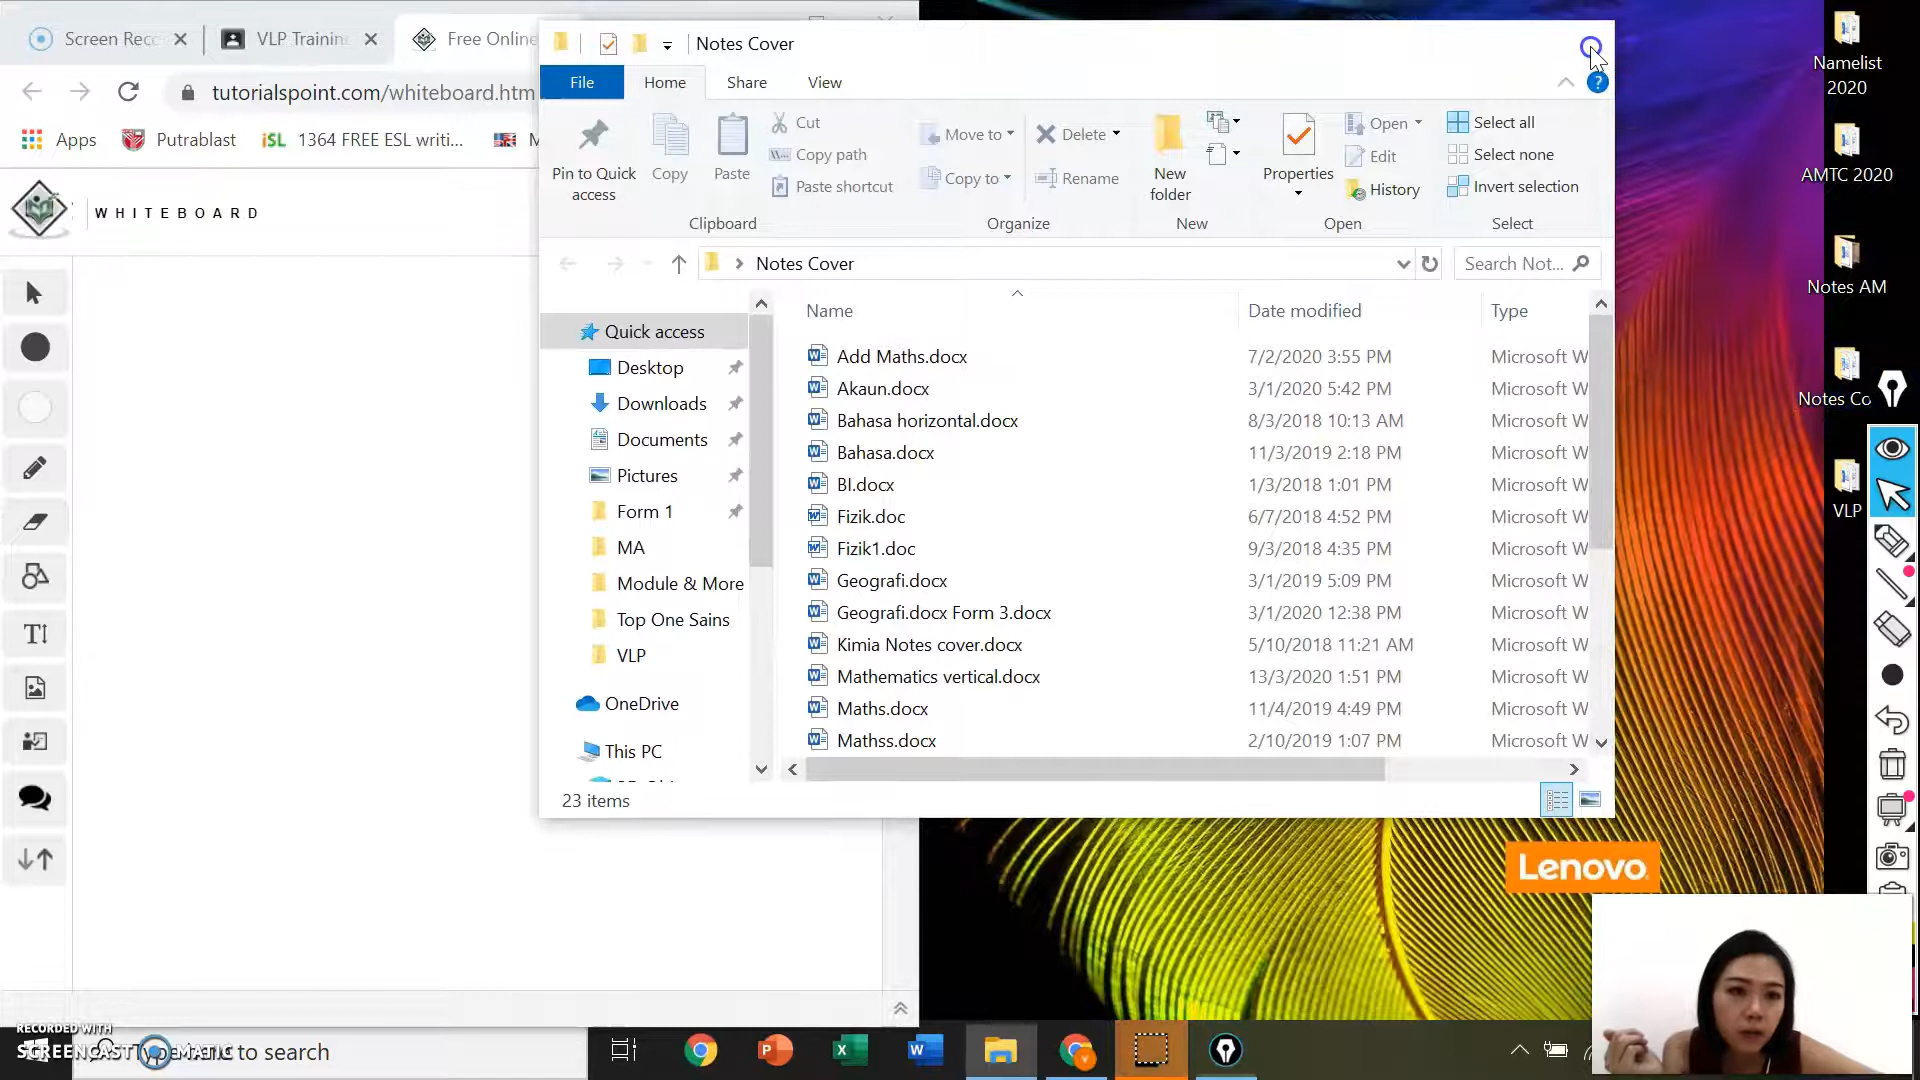 Screen Reco
VLP Training
Free Online
tutorialspoint.com/whiteboard.htm
Apps
Putrablast
iSL
1364 FREE ESL writi...
WHITEBOARD
Notes Cover
File
Home
Share
View
?
Pin to Quick access
Copy
Paste
Cut
Copy path
Paste shortcut
Clipboard
Move to
Copy to
Delete
Rename
Organize
New folder
New
Properties
Open
Edit
History
Open
Select all
Select none
Invert selection
Select
Notes Cover
Search Not...
Quick access
Desktop
Downloads
Documents
Pictures
Form 1
MA
Module & More
Top One Sains
VLP
OneDrive
This PC
Name Date modified Type
Add Maths.docx 7/2/2020 3:55 PM Microsoft W
Akaun.docx 3/1/2020 5:42 PM Microsoft W
Bahasa horizontal.docx 8/3/2018 10:13 AM Microsoft W
Bahasa.docx 11/3/2019 2:18 PM Microsoft W
BI.docx 1/3/2018 1:01 PM Microsoft W
Fizik.doc 6/7/2018 4:52 PM Microsoft W
Fizik1.doc 9/3/2018 4:35 PM Microsoft W
Geografi.docx 3/1/2019 5:09 PM Microsoft W
Geografi.docx Form 3.docx 3/1/2020 12:38 PM Microsoft W
Kimia Notes cover.docx 5/10/2018 11:21 AM Microsoft W
Mathematics vertical.docx 13/3/2020 1:51 PM Microsoft W
Maths.docx 11/4/2019 4:49 PM Microsoft W
Mathss.docx 2/10/2019 1:07 PM Microsoft W
23 items
Namelist 2020
AMTC 2020
Notes AM
Notes Co
VLP
Lenovo
RECORDED WITH
SCREENCAST MATIC
to search